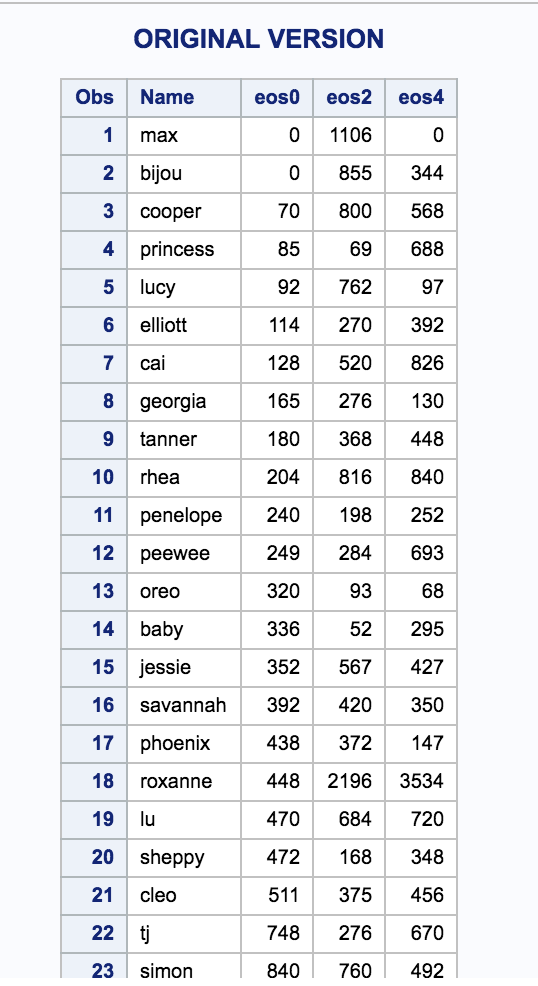 ORIGINAL VERSION
Obs Name eos0 eos2 eos4
1 max 0 1106 0
2 bijou 0 855 344
3 cooper 70 800 568
4 princess 85 69 688
5 lucy 92 762 97
6 elliott 114 270 392
7 cai 128 520 826
8 georgia 165 276 130
9 tanner 180 368 448
10 rhea 204 816 840
11 penelope 240 198 252
12 peewee 249 284 693
13 oreo 320 93 68
14 baby 336 52 295
15 jessie 352 567 427
16 savannah 392 420 350
17 phoenix 438 372 147
18 roxanne 448 2196 3534
19 lu 470 684 720
20 sheppy 472 168 348
21 cleo 511 375 456
22 tj 748 276 670
23 simon 840 760 492